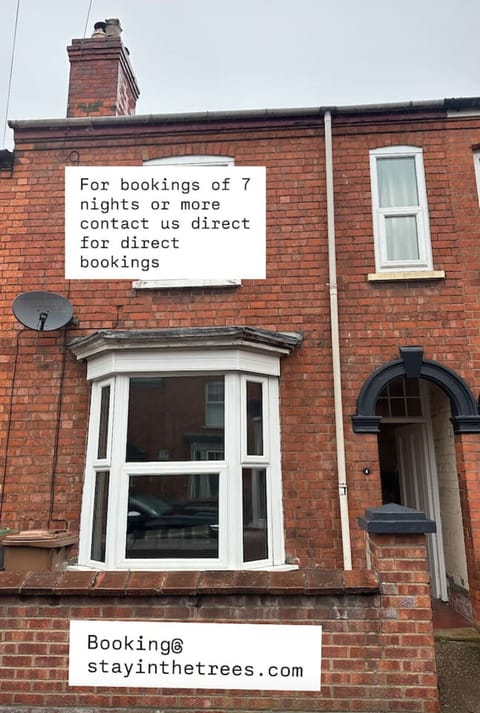 For bookings of 7
nights or more
contact us direct
for direct
bookings
Booking@
stayinthetrees.com